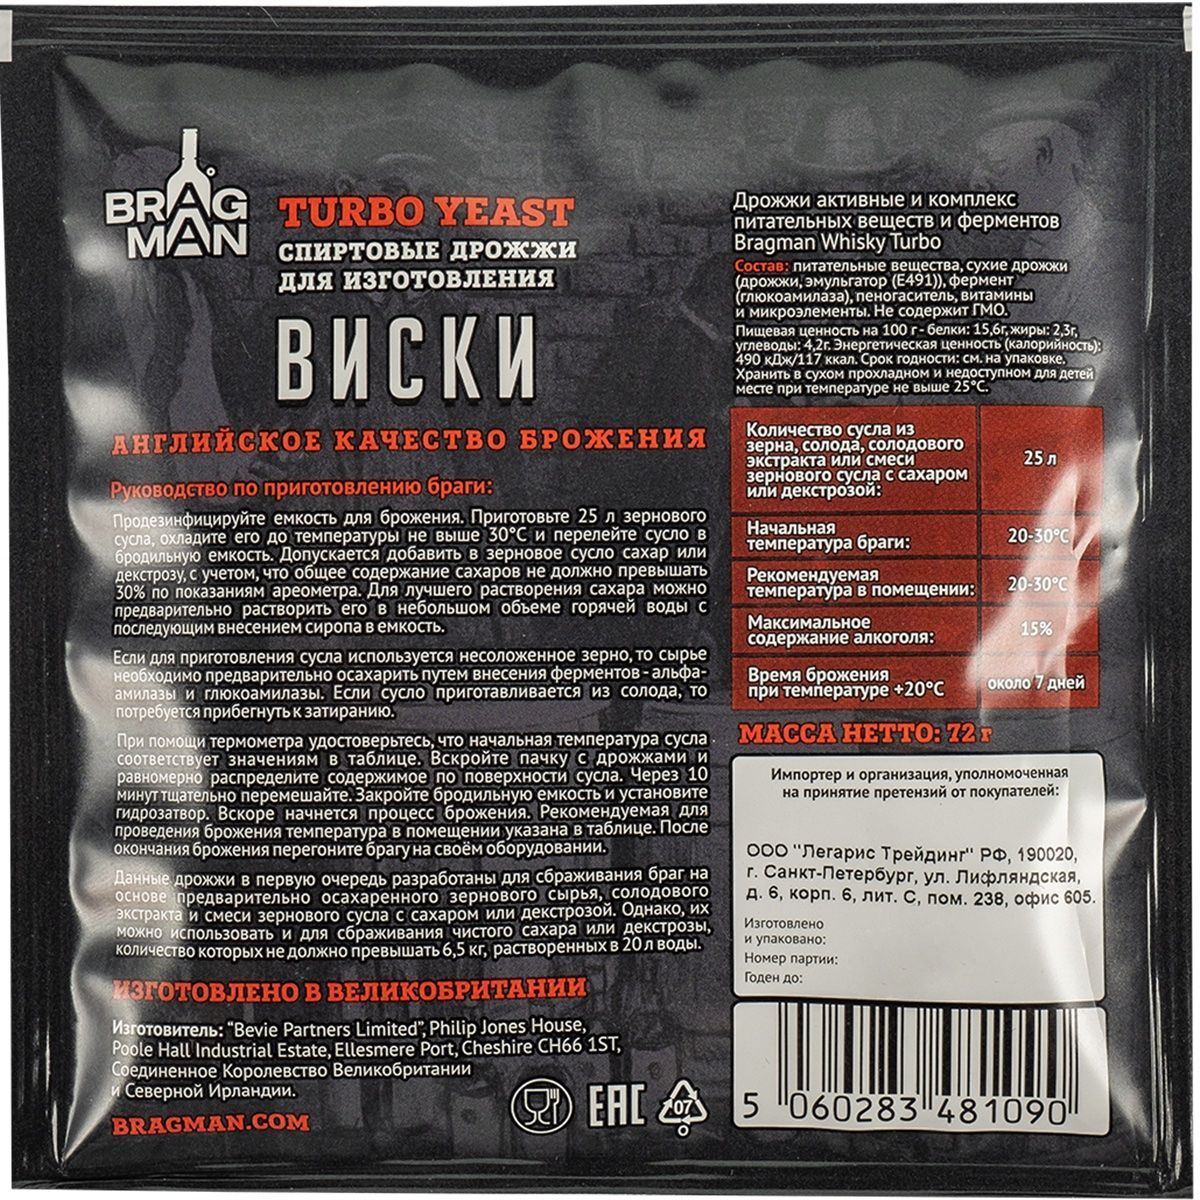 BRAG
MAN
TURBO YEAST
СПИРТОВЫЕ ДРОЖЖИ
ДЛЯ ИЗГОТОВЛЕНИЯ
ВИСКИ
АНГЛИЙСКОЕ КАЧЕСТВО БРОЖЕНИЯ
Руководство по приготовлению браги:
Продезинфицируйте емкость для брожения. Приготовьте 25 л зернового
сусла, охладите его до температуры не выше 30°С и перелейте сусло в
бродильную емкость. Допускается добавить в зерновое сусло сахар или
декстрозу, с учетом, что общее содержание сахаров не должно превышать
30% по показаниям ареометра. Для лучшего растворения сахара можно
предварительно растворить его в небольшом объеме горячей воды с
последующим внесением сиропа в емкость.
Если для приготовления сусла используется несоложенное зерно, то сырье
необходимо предварительно осахарить путем внесения ферментов - альфа-
амилазы и глюкоамилазы. Если сусло приготавливается из солода, то
потребуется прибегнуть к затиранию.
При помощи термометра удостоверьтесь, что начальная температура сусла
соответствует значениям в таблице. Вскройте пачку с дрожжами и
равномерно распределите содержимое по поверхности сусла. Через 10
минут тщательно перемешайте. Закройте бродильную емкость и установите
гидрозатвор. Вскоре начнется процесс брожения. Рекомендуемая для
проведения брожения температура в помещении указана в таблице. После
окончания брожения перегоните брагу на своём оборудовании.
Данные дрожжи в первую очередь разработаны для сбраживания браг на
основе предварительно осахаренного зернового сырья, солодового
экстракта и смеси зернового сусла с сахаром или декстрозой. Однако, их
можно использовать и для сбраживания чистого сахара или декстрозы,
количество которых не должно превышать 6,5 кг, растворенных в 20 л воды.
ИЗГОТОВЛЕНО В ВЕЛИКОБРИТАНИИ
Изготовитель: “Bevie Partners Limited”, Philip Jones House,
Poole Hall Industrial Estate, Ellesmere Port, Cheshire CH66 1ST,
Соединенное Королевство Великобритании
и Северной Ирландии.
BRAGMAN.COM
EAC
07
Дрожжи активные и комплекс
питательных веществ и ферментов
Bragman Whisky Turbo
Состав: питательные вещества, сухие дрожжи
(дрожжи, эмульгатор (Е491)), фермент
(глюкоамилаза), пеногаситель, витамины
и микроэлементы. Не содержит ГМО.
Пищевая ценность на 100 г - белки: 15,6г, жиры: 2,3г,
углеводы: 4,2г. Энергетическая ценность (калорийность):
490 кДж/117 ккал. Срок годности: см. на упаковке.
Хранить в сухом прохладном и недоступном для детей
месте при температуре не выше 25°С.
Количество сусла из
зерна, солода, солодового
экстракта или смеси
зернового сусла с сахаром
или декстрозой:
25 л
Начальная
температура браги:
20-30°С
Рекомендуемая
температура в помещении:
20-30°С
Максимальное
содержание алкоголя:
15%
Время брожения
при температуре +20°С
около 7 дней
МАССА НЕТТО: 72 г
Импортер и организация, уполномоченная
на принятие претензий от покупателей:
ООО "Легарис Трейдинг" РФ, 190020,
г. Санкт-Петербург, ул. Лифляндская,
д. 6, корп. 6, лит. С, пом. 238, офис 605.
Изготовлено
и упаковано:
Номер партии:
Годен до:
5 060283 481090